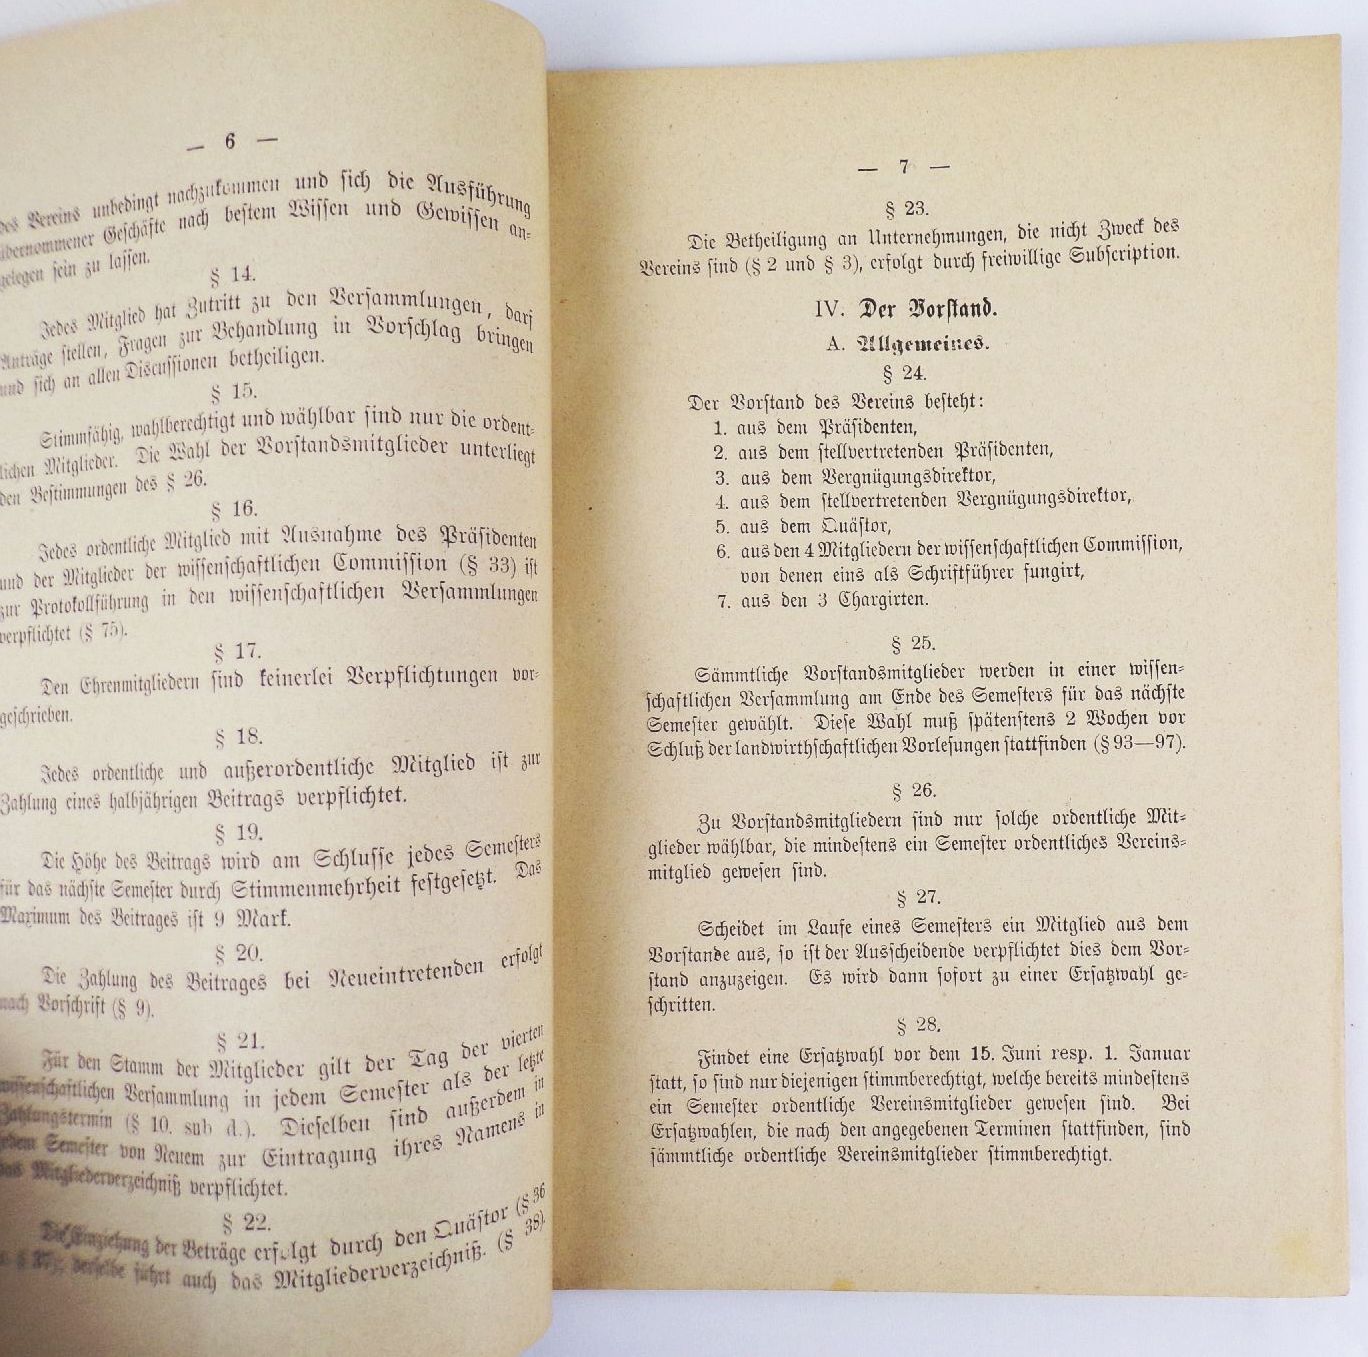 — 6 —
des Vereins unbedingt nachzukommen und sich die Ausführung
übernommener Geschäfte nach bestem Wissen und Gewissen an=
gelegen sein zu lassen.
§ 14.
Jedes Mitglied hat Zutritt zu den Versammlungen, darf
Anträge stellen, Fragen zur Behandlung in Vorschlag bringen
und sich an allen Discussionen betheiligen.
§ 15.
Stimmfähig, wahlberechtigt und wählbar sind nur die ordent=
lichen Mitglieder. Die Wahl der Vorstandsmitglieder unterliegt
den Bestimmungen des § 26.
§ 16.
Jedes ordentliche Mitglied mit Ausnahme des Präsidenten
und der Mitglieder der wissenschaftlichen Commission (§ 33) ist
zur Protokollführung in den wissenschaftlichen Versammlungen
verpflichtet (§ 75).
§ 17.
Den Ehrenmitgliedern sind keinerlei Verpflichtungen vor=
geschrieben.
§ 18.
Jedes ordentliche und außerordentliche Mitglied ist zur
Zahlung eines halbjährigen Beitrags verpflichtet.
§ 19.
Die Höhe des Beitrags wird am Schlusse jedes Semesters
für das nächste Semester durch Stimmenmehrheit festgesetzt. Das
Maximum des Beitrages ist 9 Mark.
§ 20.
Die Zahlung des Beitrages bei Neueintretenden erfolgt
nach Vorschrift (§ 9).
§ 21.
Für den Stamm der Mitglieder gilt der Tag der vierten
wissenschaftlichen Versammlung in jedem Semester als der letzte
Zahlungstermin (§ 10. sub d.). Dieselben sind außerdem in
jedem Semester von Neuem zur Eintragung ihres Namens in
das Mitgliederverzeichniß verpflichtet.
§ 22.
Die Einziehung der Beträge erfolgt durch den Quästor (§ 36
derselbe führt auch das Mitgliederverzeichniß. (§ 38).
— 7 —
§ 23.
Die Betheiligung an Unternehmungen, die nicht Zweck des
Vereins sind (§ 2 und § 3), erfolgt durch freiwillige Subscription.
IV. Der Vorstand.
A. Allgemeines.
§ 24.
Der Vorstand des Vereins besteht:
1. aus dem Präsidenten,
2. aus dem stellvertretenden Präsidenten,
3. aus dem Vergnügungsdirektor,
4. aus dem stellvertretenden Vergnügungsdirektor,
5. aus dem Quästor,
6. aus den 4 Mitgliedern der wissenschaftlichen Commission,
von denen eins als Schriftführer fungirt,
7. aus den 3 Chargirten.
§ 25.
Sämmtliche Vorstandsmitglieder werden in einer wissen=
schaftlichen Versammlung am Ende des Semesters für das nächste
Semester gewählt. Diese Wahl muß spätenstens 2 Wochen vor
Schluß der landwirthschaftlichen Vorlesungen stattfinden (§ 93—97).
§ 26.
Zu Vorstandsmitgliedern sind nur solche ordentliche Mit=
glieder wählbar, die mindestens ein Semester ordentliches Vereins=
mitglied gewesen sind.
§ 27.
Scheidet im Laufe eines Semesters ein Mitglied aus dem
Vorstande aus, so ist der Ausscheidende verpflichtet dies dem Vor=
stand anzuzeigen. Es wird dann sofort zu einer Ersatzwahl ge=
schritten.
§ 28.
Findet eine Ersatzwahl vor dem 15. Juni resp. 1. Januar
statt, so sind nur diejenigen stimmberechtigt, welche bereits mindestens
ein Semester ordentliche Vereinsmitglieder gewesen sind. Bei
Ersatzwahlen, die nach den angegebenen Terminen stattfinden, sind
sämmtliche ordentliche Vereinsmitglieder stimmberechtigt.